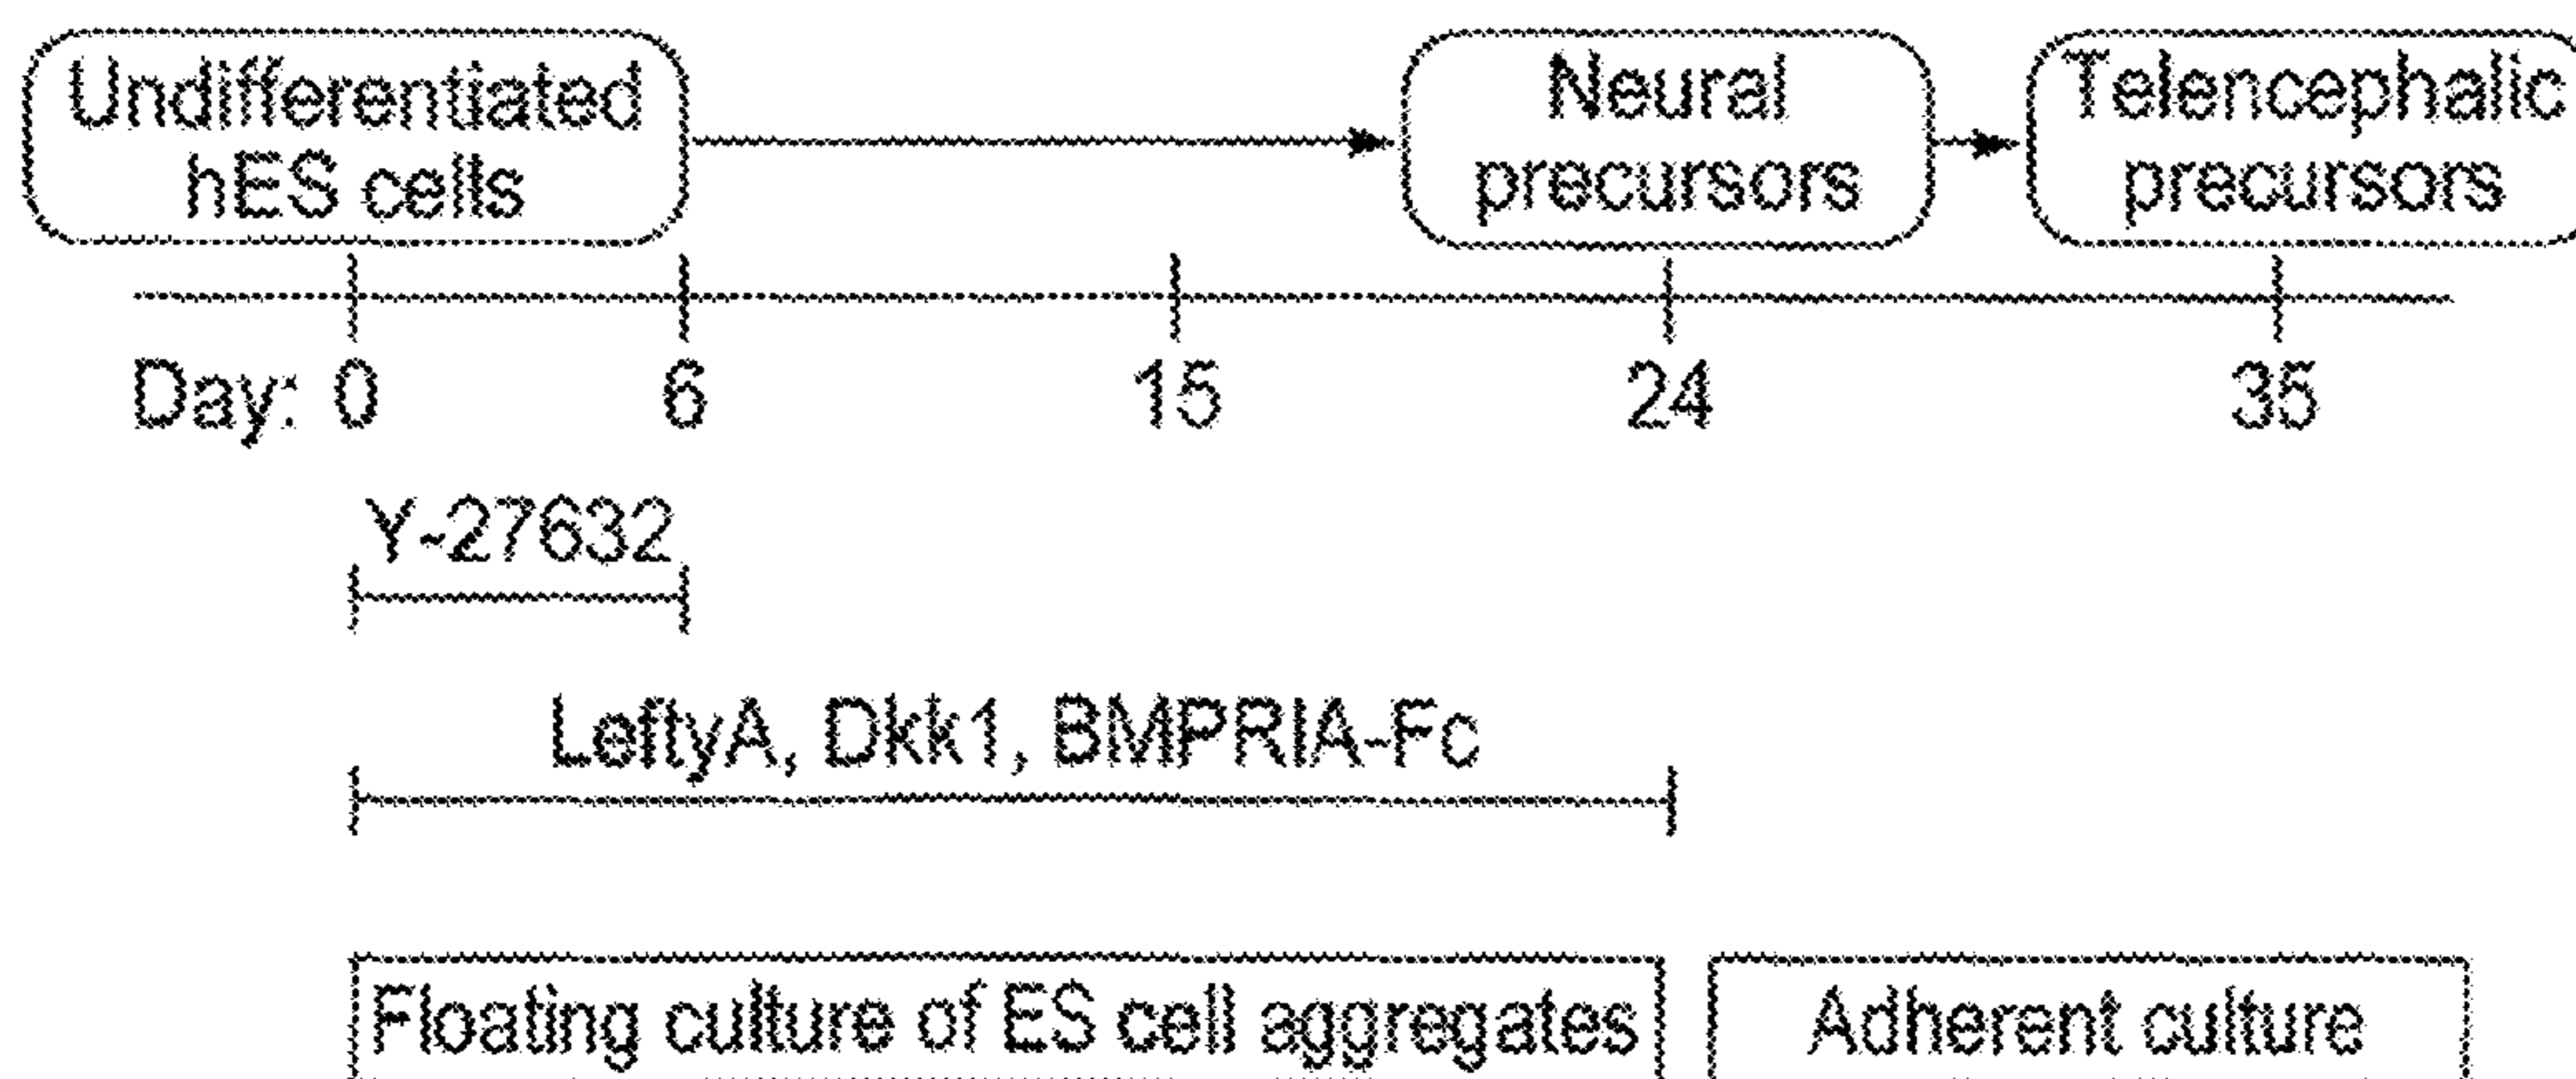 Undifferentiated
hES cells
Neural
precursors
Telencephalic
precursors
Day: 0 6 15 24 35
Y-27632
LeftyA, Dkk1, BMPRIA-Fc
Floating culture of ES cell aggregates
Adherent culture